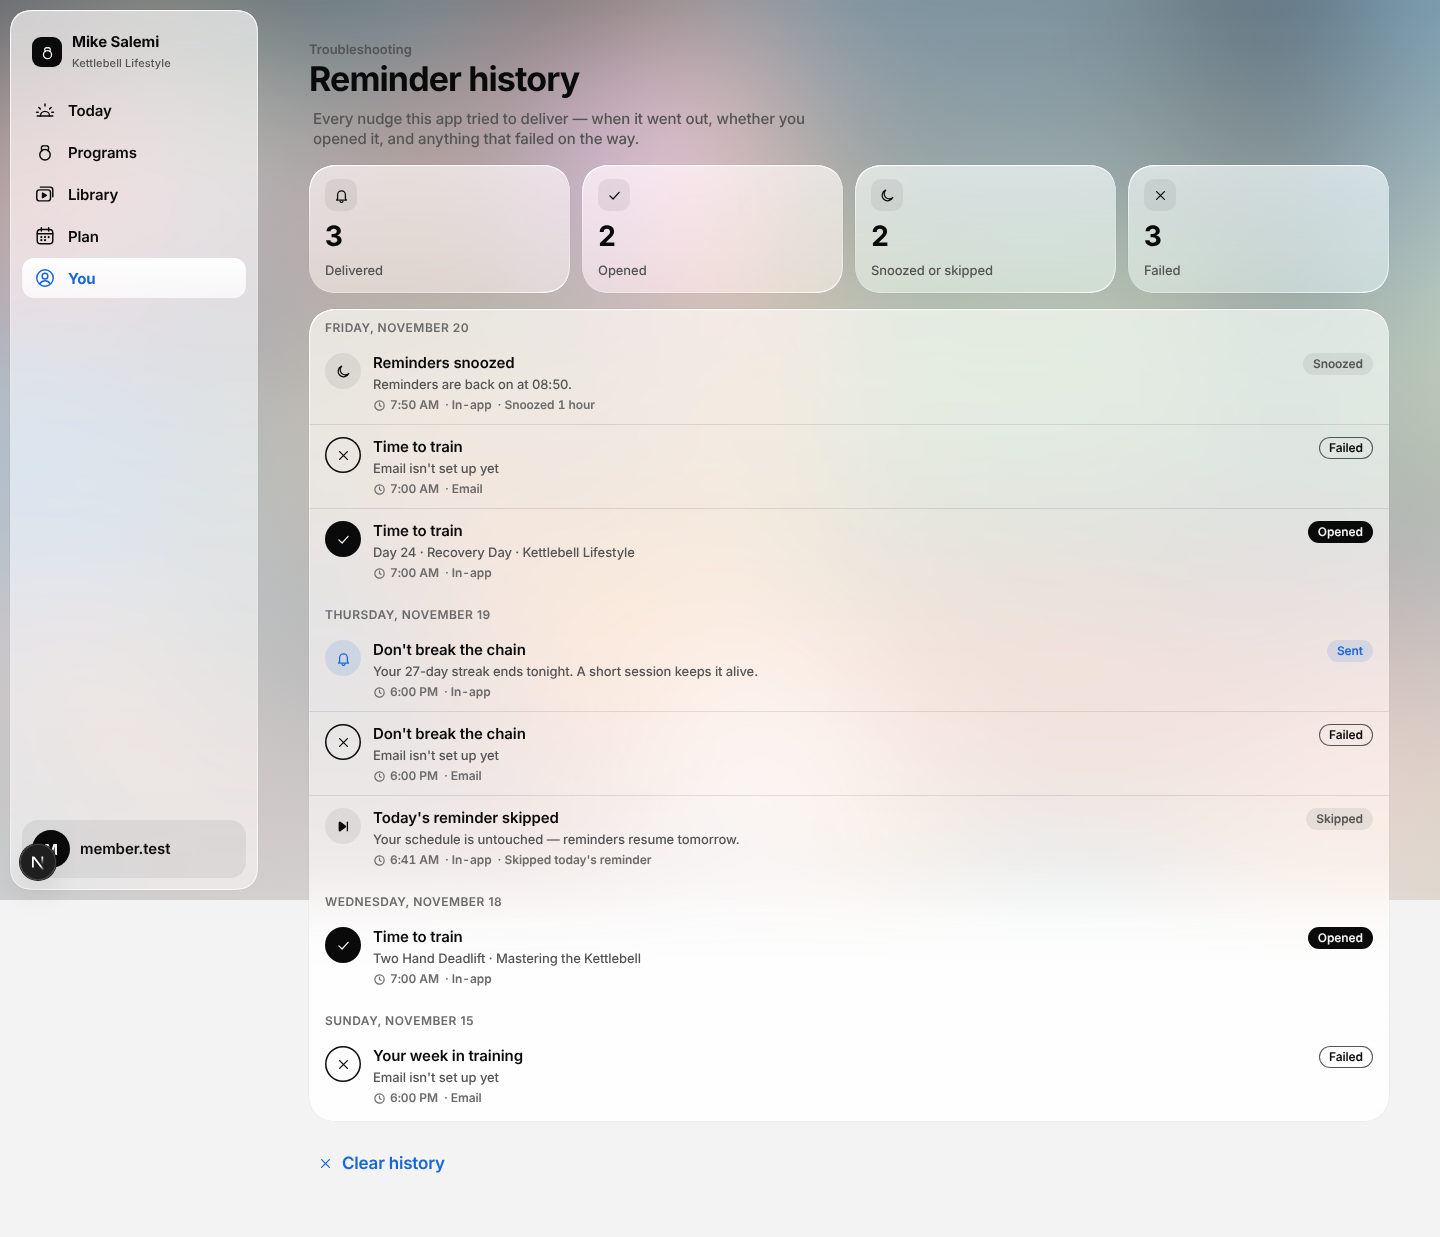 Mike Salemi
Kettlebell Lifestyle
Today
Programs
Library
Plan
You
M
member.test
Troubleshooting
Reminder history
Every nudge this app tried to deliver — when it went out, whether you
opened it, and anything that failed on the way.
3
Delivered
2
Opened
2
Snoozed or skipped
3
Failed
FRIDAY, NOVEMBER 20
Reminders snoozed
Snoozed
Reminders are back on at 08:50.
7:50 AM · In-app · Snoozed 1 hour
Time to train
Failed
Email isn't set up yet
7:00 AM · Email
Time to train
Opened
Day 24 · Recovery Day · Kettlebell Lifestyle
7:00 AM · In-app
THURSDAY, NOVEMBER 19
Don't break the chain
Sent
Your 27-day streak ends tonight. A short session keeps it alive.
6:00 PM · In-app
Don't break the chain
Failed
Email isn't set up yet
6:00 PM · Email
Today's reminder skipped
Skipped
Your schedule is untouched — reminders resume tomorrow.
6:41 AM · In-app · Skipped today's reminder
WEDNESDAY, NOVEMBER 18
Time to train
Opened
Two Hand Deadlift · Mastering the Kettlebell
7:00 AM · In-app
SUNDAY, NOVEMBER 15
Your week in training
Failed
Email isn't set up yet
6:00 PM · Email
Clear history